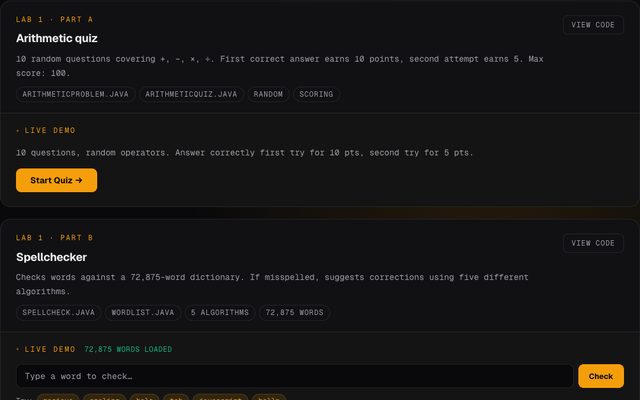 LAB 1 · PART A
VIEW CODE
Arithmetic quiz
10 random questions covering +, −, ×, ÷. First correct answer earns 10 points, second attempt earns 5. Max
score: 100.
ARITHMETICPROBLEM.JAVA ARITHMETICQUIZ.JAVA RANDOM SCORING
LIVE DEMO
10 questions, random operators. Answer correctly first try for 10 pts, second try for 5 pts.
Start Quiz →
LAB 1 · PART B
VIEW CODE
Spellchecker
Checks words against a 72,875-word dictionary. If misspelled, suggests corrections using five different
algorithms.
SPELLCHECK.JAVA WORDLIST.JAVA 5 ALGORITHMS 72,875 WORDS
LIVE DEMO 72,875 WORDS LOADED
Type a word to check…
Check